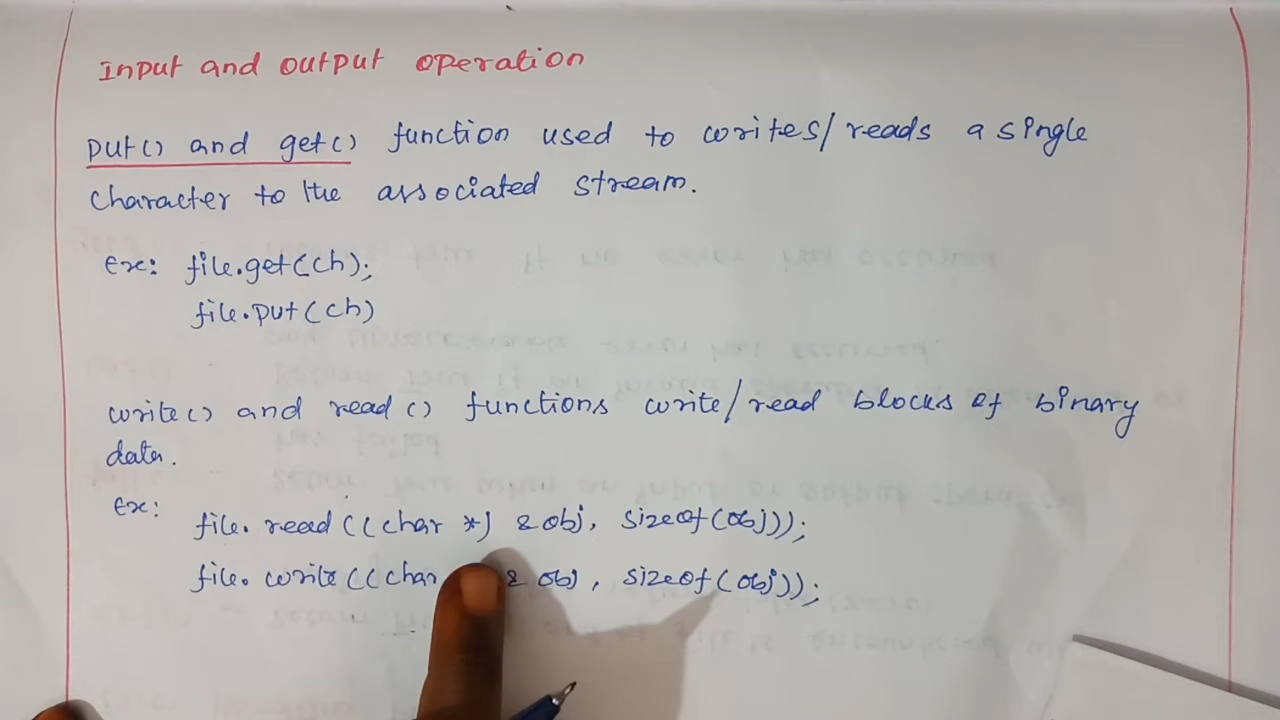 Input and output operation
put() and get() function used to writes/reads a single
character to the associated stream.
Ex: file.get(ch);
file.put(ch)
write() and read() functions write/read blocks of binary
data.
Ex:
file.read((char *) &obj, sizeof(obj));
file.write((char & obj, sizeof(obj));